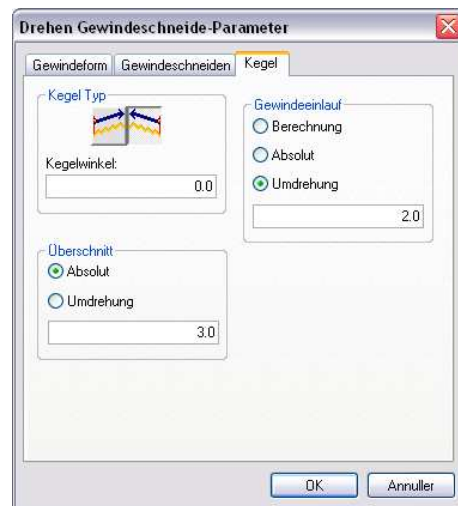 Drehen Gewindeschneide-Parameter
Gewindeform Gewindeschneiden Kegel
Kegel Typ
Kegelwinkel:
0.0
Gewindeeinlauf
Berechnung
Absolut
Umdrehung
2.0
Überschnitt
Absolut
Umdrehung
3.0
OK Annuller